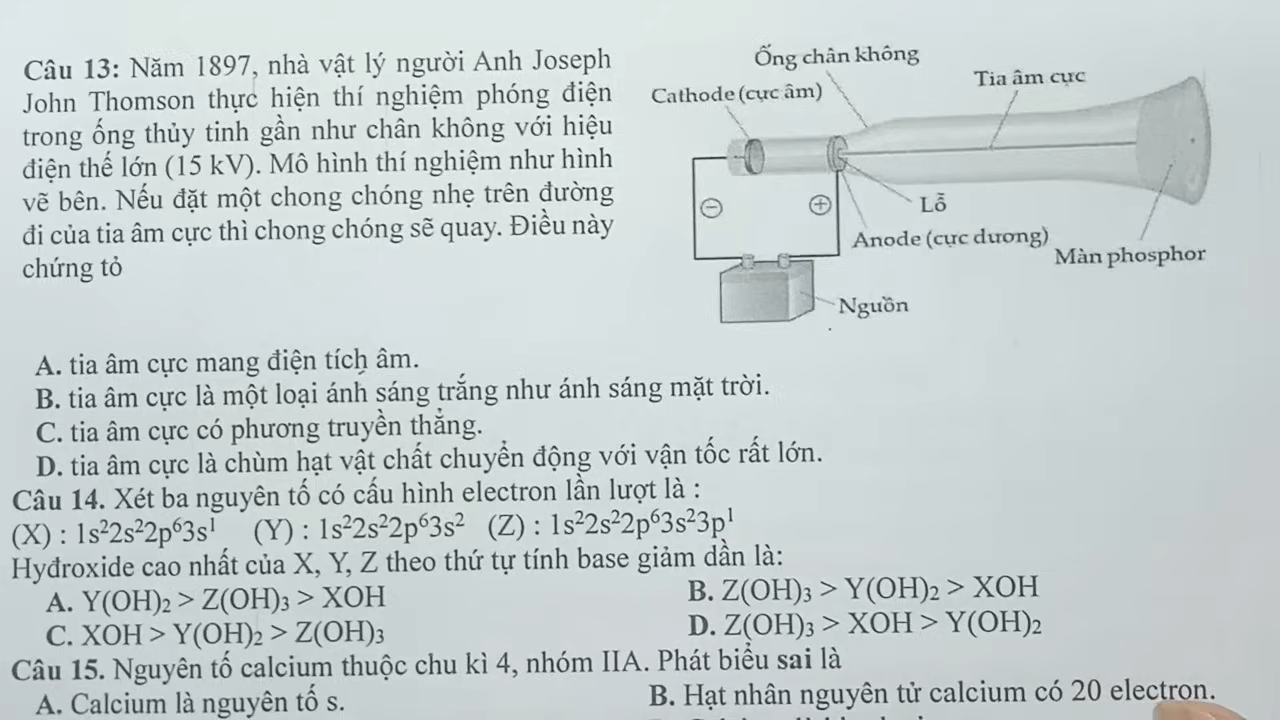 Câu 13: Năm 1897, nhà vật lý người Anh Joseph
John Thomson thực hiện thí nghiệm phóng điện
trong ống thủy tinh gần như chân không với hiệu
điện thế lớn (15 kV). Mô hình thí nghiệm như hình
vẽ bên. Nếu đặt một chong chóng nhẹ trên đường
đi của tia âm cực thì chong chóng sẽ quay. Điều này
chứng tỏ
Ống chân không
Cathode (cực âm)
Tia âm cực
Lỗ
Anode (cực dương)
Màn phosphor
Nguồn
A. tia âm cực mang điện tích âm.
B. tia âm cực là một loại ánh sáng trắng như ánh sáng mặt trời.
C. tia âm cực có phương truyền thẳng.
D. tia âm cực là chùm hạt vật chất chuyển động với vận tốc rất lớn.
Câu 14. Xét ba nguyên tố có cấu hình electron lần lượt là :
(X) : 1s²2s²2p⁶3s¹ (Y) : 1s²2s²2p⁶3s² (Z) : 1s²2s²2p⁶3s²3p¹
Hyđroxide cao nhất của X, Y, Z theo thứ tự tính base giảm dần là:
A. Y(OH)₂ > Z(OH)₃ > XOH B. Z(OH)₃ > Y(OH)₂ > XOH
C. XOH > Y(OH)₂ > Z(OH)₃ D. Z(OH)₃ > XOH > Y(OH)₂
Câu 15. Nguyên tố calcium thuộc chu kì 4, nhóm IIA. Phát biểu sai là
A. Calcium là nguyên tố s. B. Hạt nhân nguyên tử calcium có 20 electron.